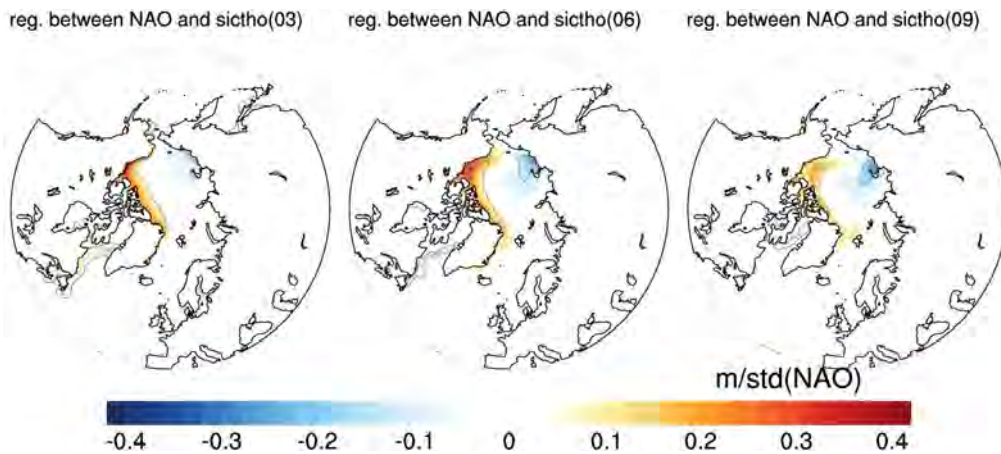 reg. between NAO and sictho(03)
reg. between NAO and sictho(06)
reg. between NAO and sictho(09)
m/std(NAO)
-0.4 -0.3 -0.2 -0.1 0 0.1 0.2 0.3 0.4